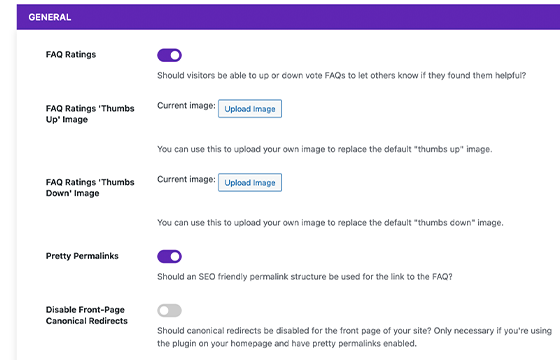 GENERAL
FAQ Ratings
Should visitors be able to up or down vote FAQs to let others know if they found them helpful?
FAQ Ratings 'Thumbs
Up' Image
Current image: Upload Image
You can use this to upload your own image to replace the default "thumbs up" image.
FAQ Ratings 'Thumbs
Down' Image
Current image: Upload Image
You can use this to upload your own image to replace the default "thumbs down" image.
Pretty Permalinks
Should an SEO friendly permalink structure be used for the link to the FAQ?
Disable Front-Page
Canonical Redirects
Should canonical redirects be disabled for the front page of your site? Only necessary if you're using
the plugin on your homepage and have pretty permalinks enabled.